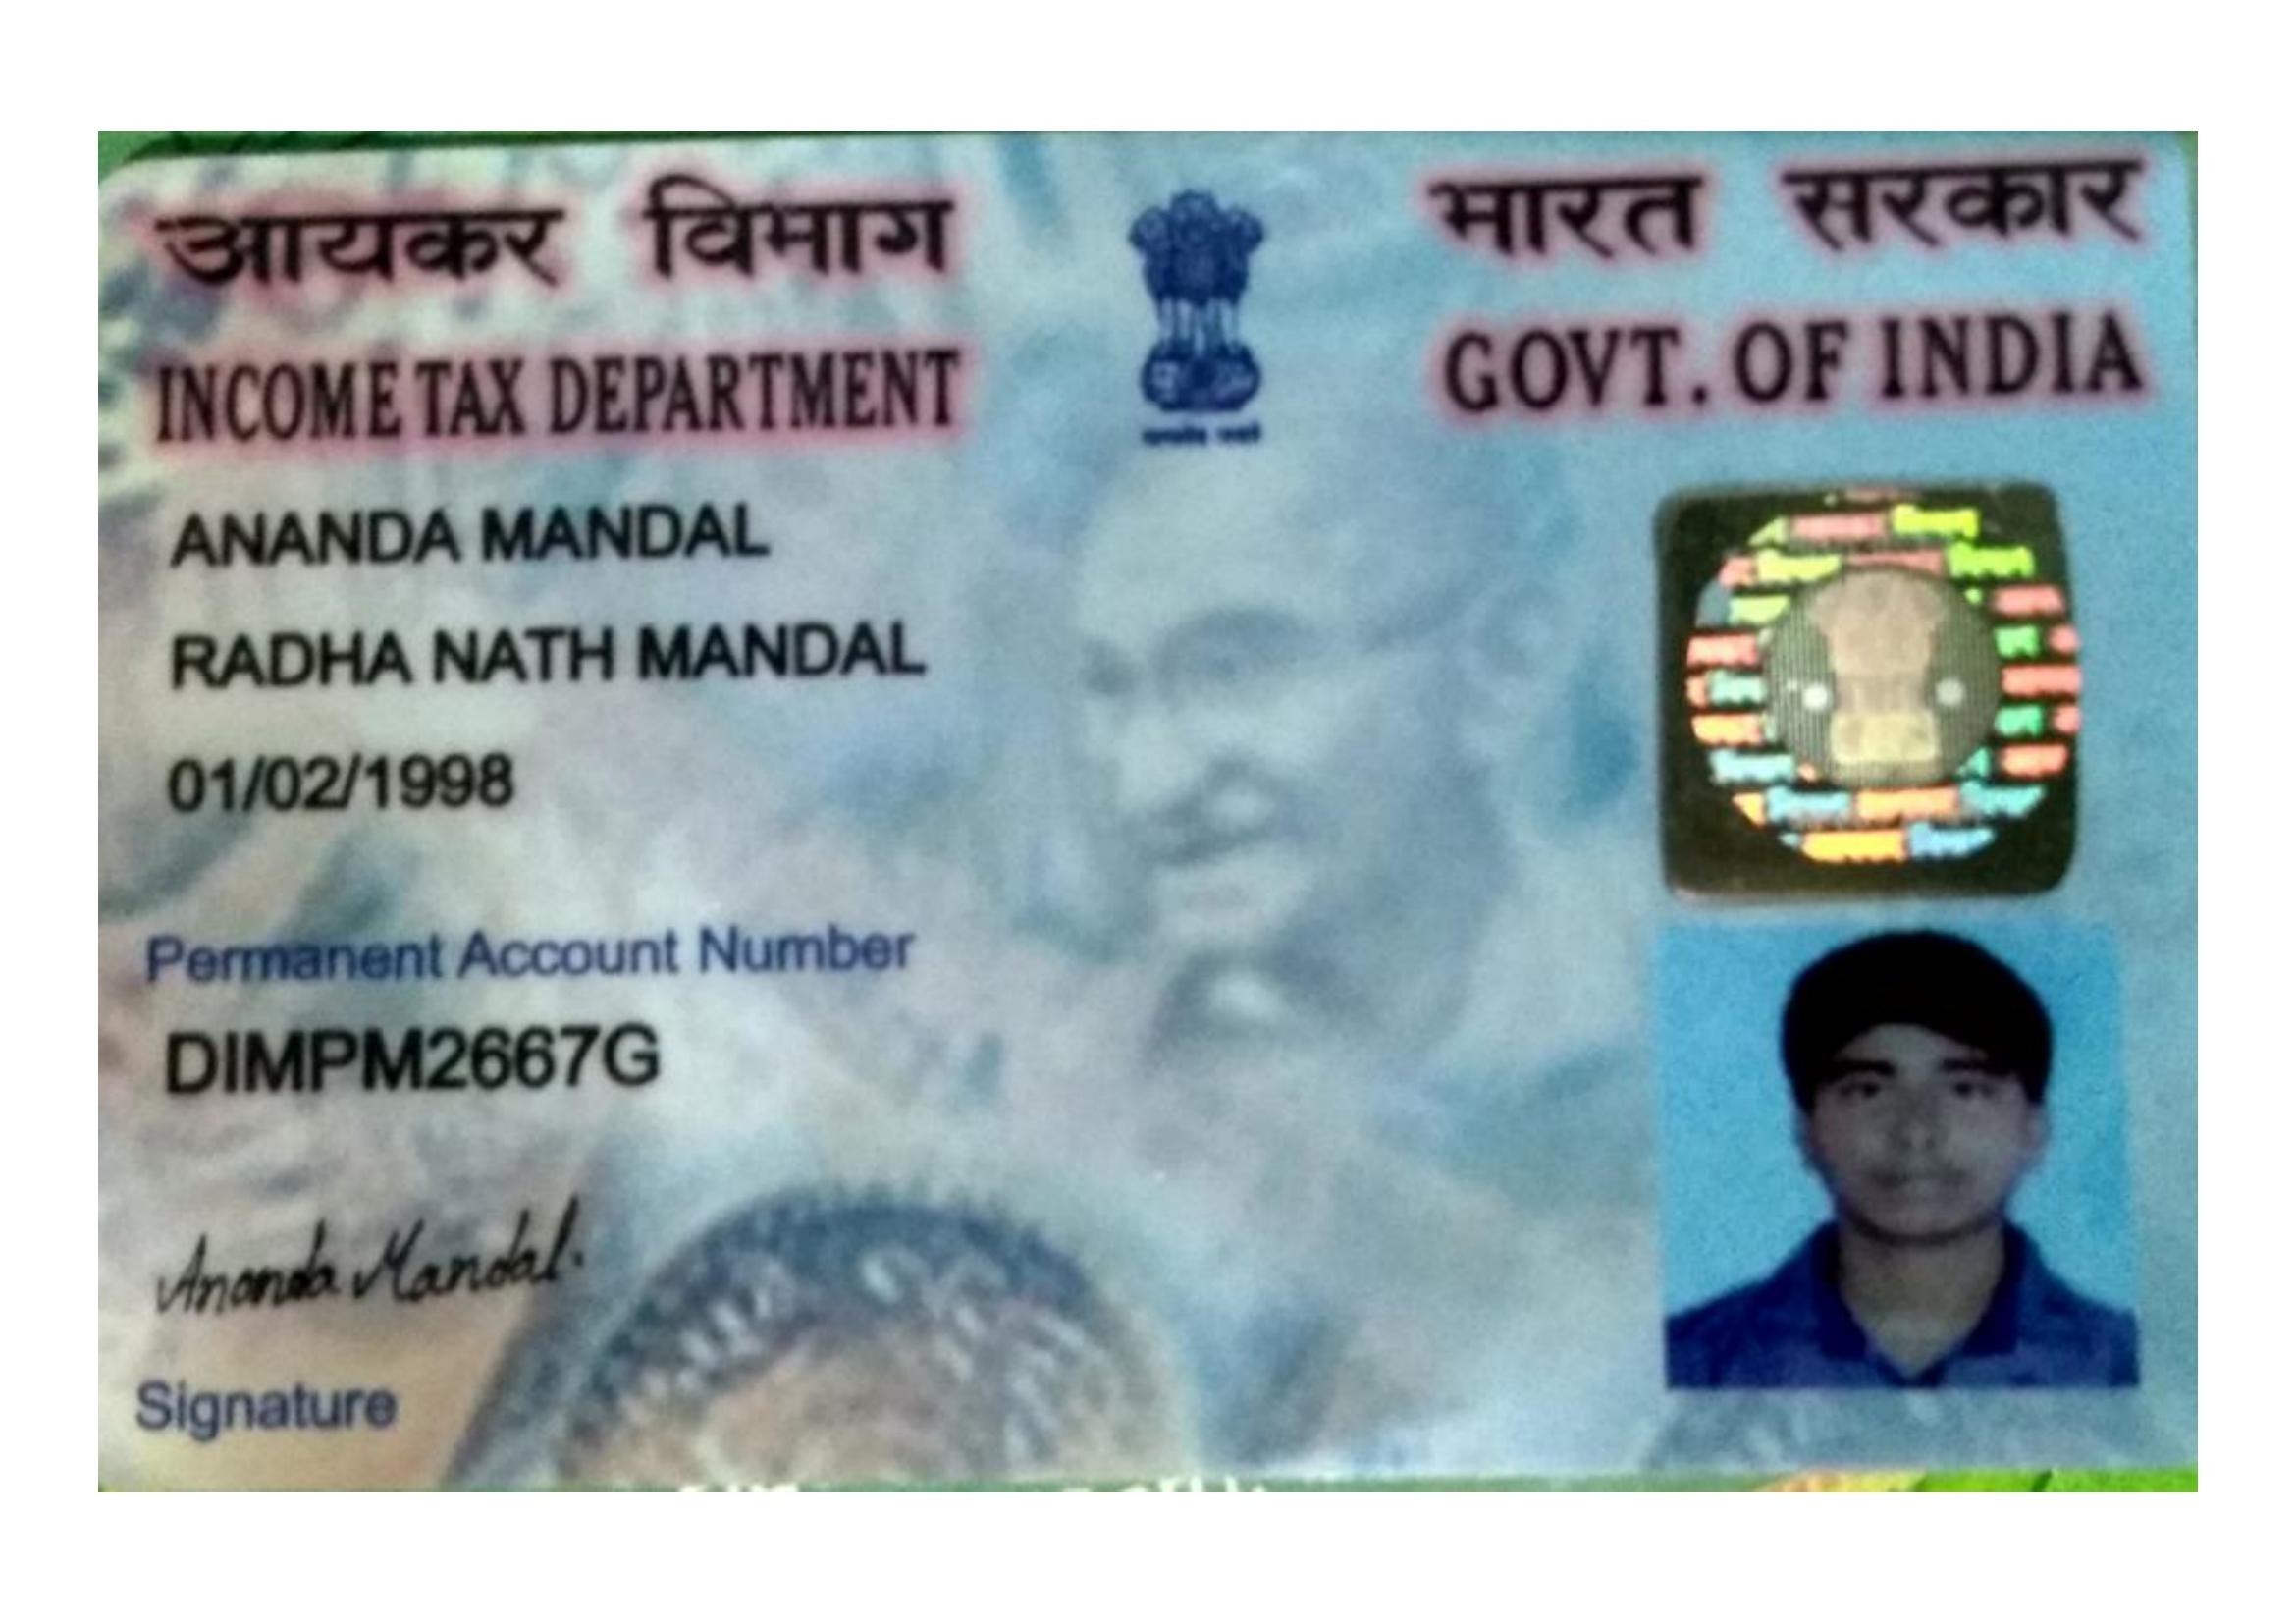 आयकर विभाग
भारत सरकार
INCOME TAX DEPARTMENT
GOVT. OF INDIA
ANANDA MANDAL
RADHA NATH MANDAL
01/02/1998
Permanent Account Number
DIMPM2667G
Ananda Mandal.
Signature